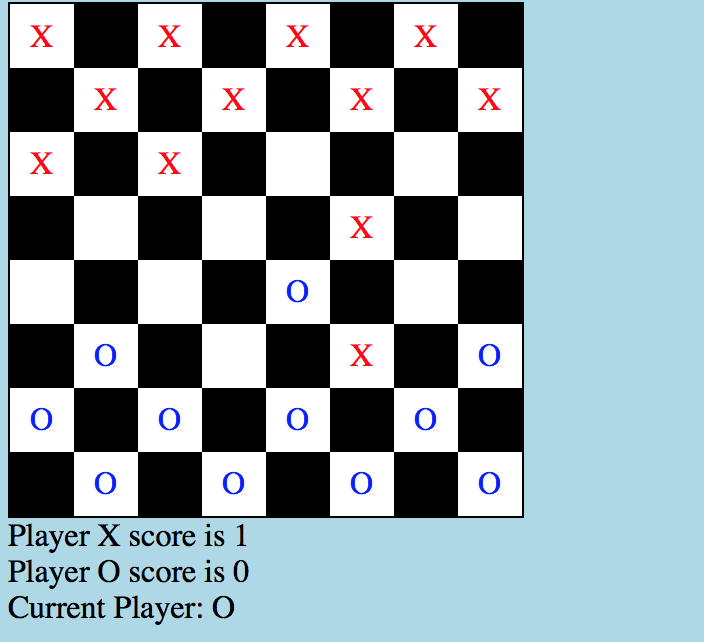 X X X X
X X X X
X X
X
O
O X O
O O O O
O O O O
Player X score is 1
Player O score is 0
Current Player: O